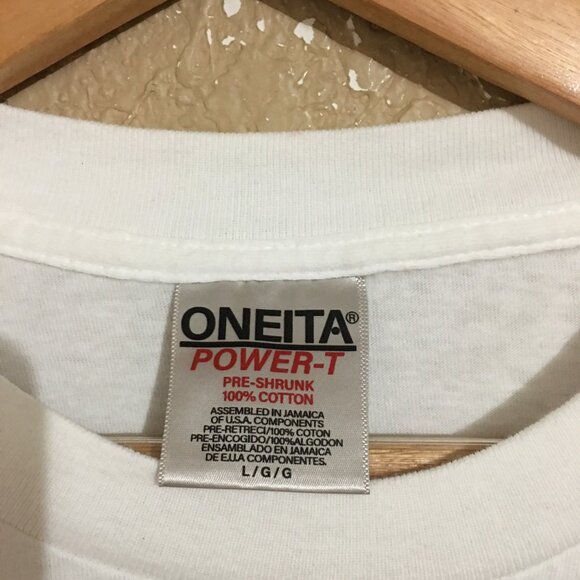 ONEITA®
POWER-T
PRE-SHRUNK
100% COTTON
ASSEMBLED IN JAMAICA
OF U.S.A. COMPONENTS
PRE-RETRECI/100% COTON
PRE-ENCOGIDO/100%ALGODON
ENSAMBLADO EN JAMAICA
DE E.U.A COMPONENTES.
L/G/G